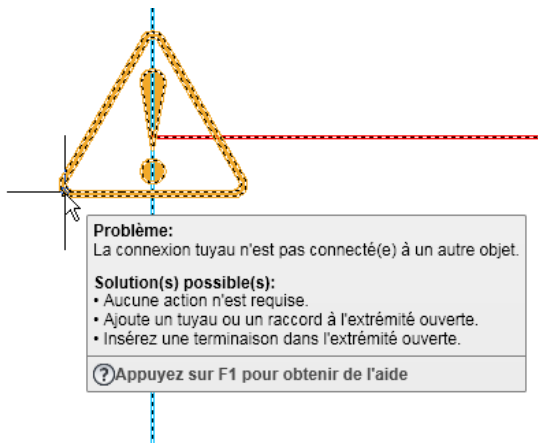 Problème:
La connexion tuyau n'est pas connecté(e) à un autre objet.
Solution(s) possible(s):
• Aucune action n'est requise.
• Ajoute un tuyau ou un raccord à l'extrémité ouverte.
• Insérez une terminaison dans l'extrémité ouverte.
?Appuyez sur F1 pour obtenir de l'aide